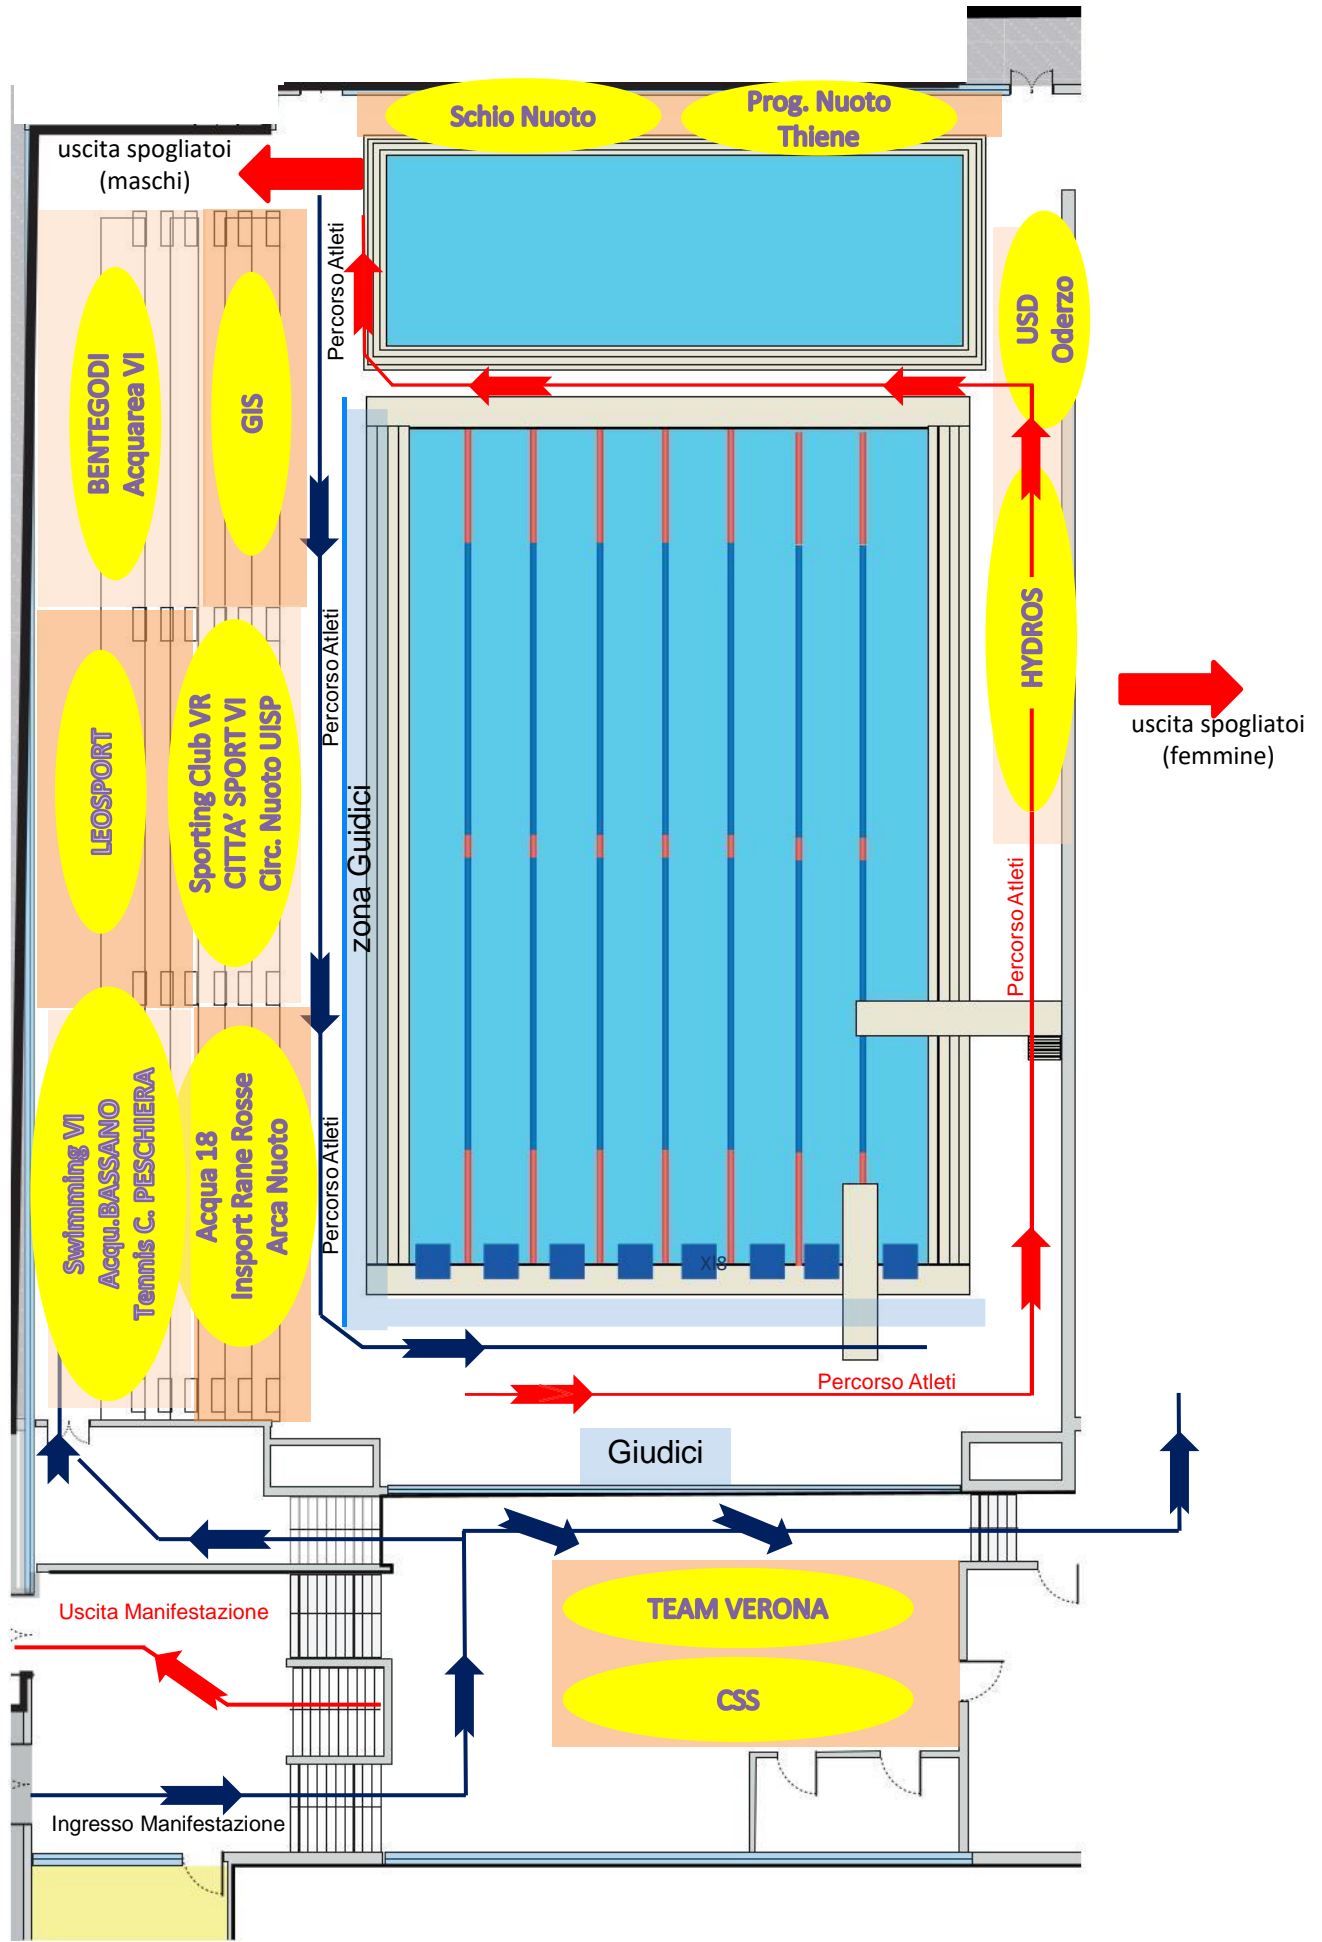 Schio Nuoto
Prog. Nuoto
Thiene
uscita spogliatoi
(maschi)
Percorso Atleti
USD
Oderzo
BENTEGODI
Acquarea VI
GIS
HYDROS
Percorso Atleti
uscita spogliatoi
(femmine)
LEOSPORT
Sporting Club VR
CITTA' SPORT VI
Circ. Nuoto UISP
zona Guidici
Percorso Atleti
Swimming VI
Acqu.BASSANO
Tennis C. PESCHIERA
Acqua 18
Insport Rane Rosse
Arca Nuoto
Percorso Atleti
XI8
Percorso Atleti
Giudici
TEAM VERONA
Uscita Manifestazione
CSS
Ingresso Manifestazione